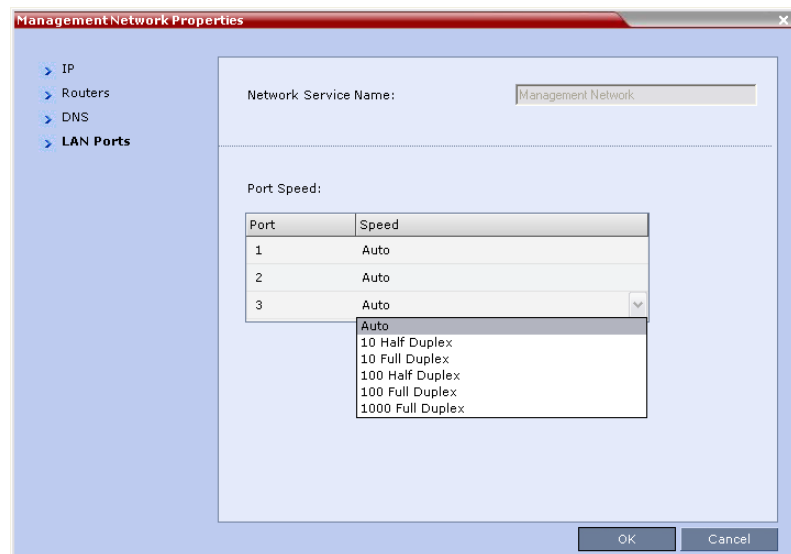 Management Network Properties
IP
Routers
DNS
LAN Ports
Network Service Name: Management Network
Port Speed:
Port Speed
1 Auto
2 Auto
3 Auto
Auto
10 Half Duplex
10 Full Duplex
100 Half Duplex
100 Full Duplex
1000 Full Duplex
OK Cancel